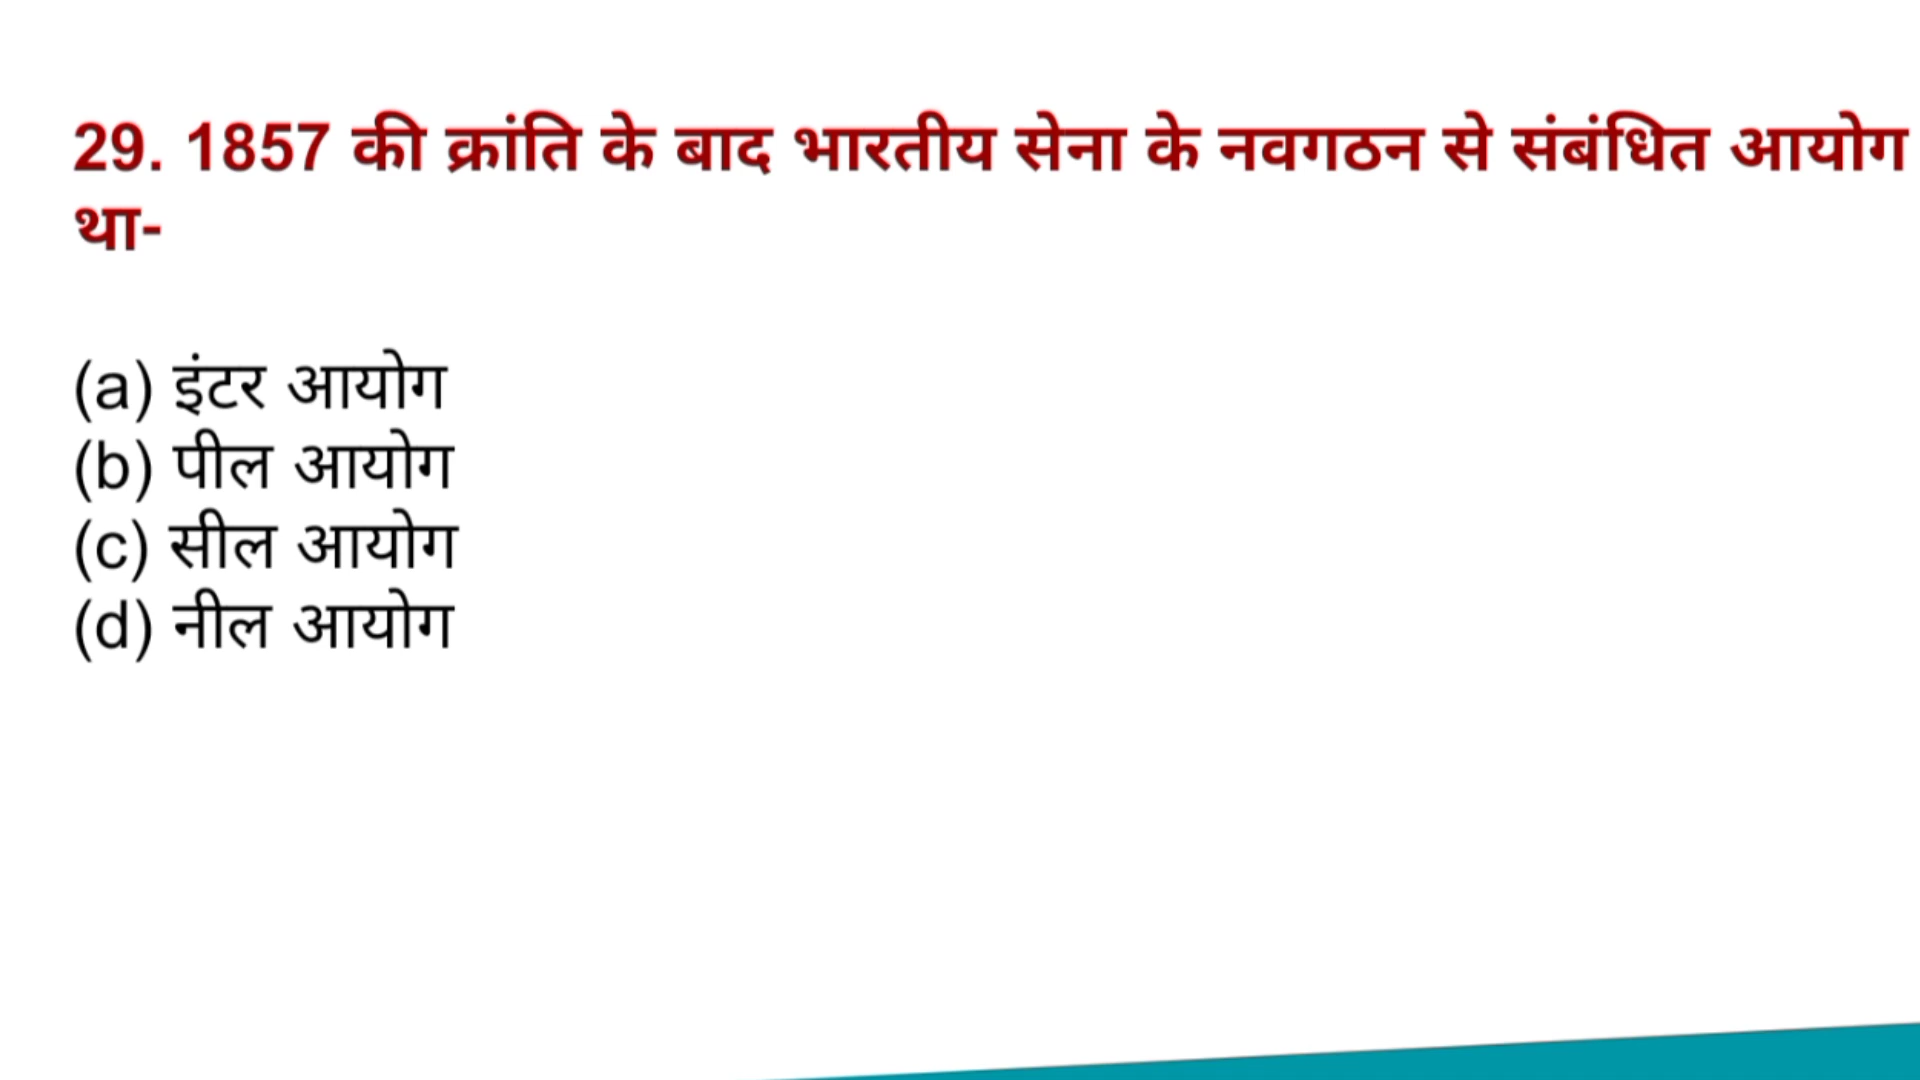 29. 1857 की क्रांति के बाद भारतीय सेना के नवगठन से संबंधित आयोग
था-
(a) इंटर आयोग
(b) पील आयोग
(c) सील आयोग
(d) नील आयोग